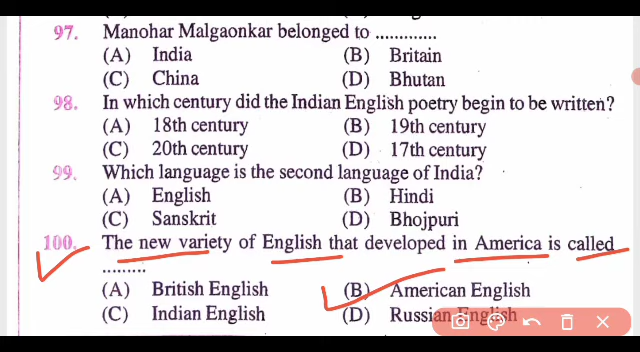 97. Manohar Malgaonkar belonged to .............
(A) India (B) Britain
(C) China (D) Bhutan
98. In which century did the Indian English poetry begin to be written?
(A) 18th century (B) 19th century
(C) 20th century (D) 17th century
99. Which language is the second language of India?
(A) English (B) Hindi
(C) Sanskrit (D) Bhojpuri
100. The new variety of English that developed in America is called
.........
(A) British English (B) American English
(C) Indian English (D) Russian English